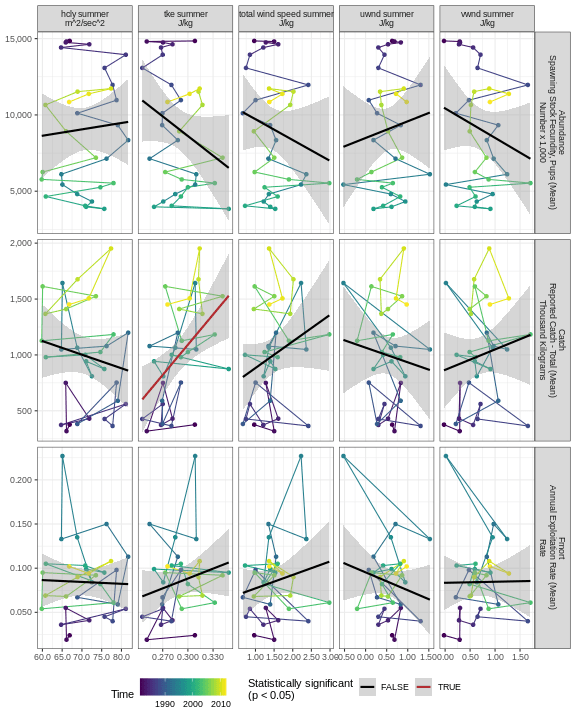 hcly summer
m^2/sec^2
tke summer
J/kg
total wind speed summer
J/kg
uwnd summer
J/kg
vwnd summer
J/kg
15,000
10,000
5,000
Abundance
Spawning Stock Fecundity, Pups (Mean)
Number x 1,000
2,000
1,500
1,000
500
Catch
Reported Catch - Total (Mean)
Thousand Kilograms
0.200
0.150
0.100
0.050
Fmort
Annual Exploitation Rate (Mean)
Rate
60.0 65.0 70.0 75.0 80.0
0.270 0.300 0.330
1.00 1.50 2.00 2.50 3.00
0.50 0.00 0.50 1.00 1.50
0.00 0.50 1.00 1.50
Time
1990 2000 2010
Statistically significant
(p < 0.05)
FALSE
TRUE